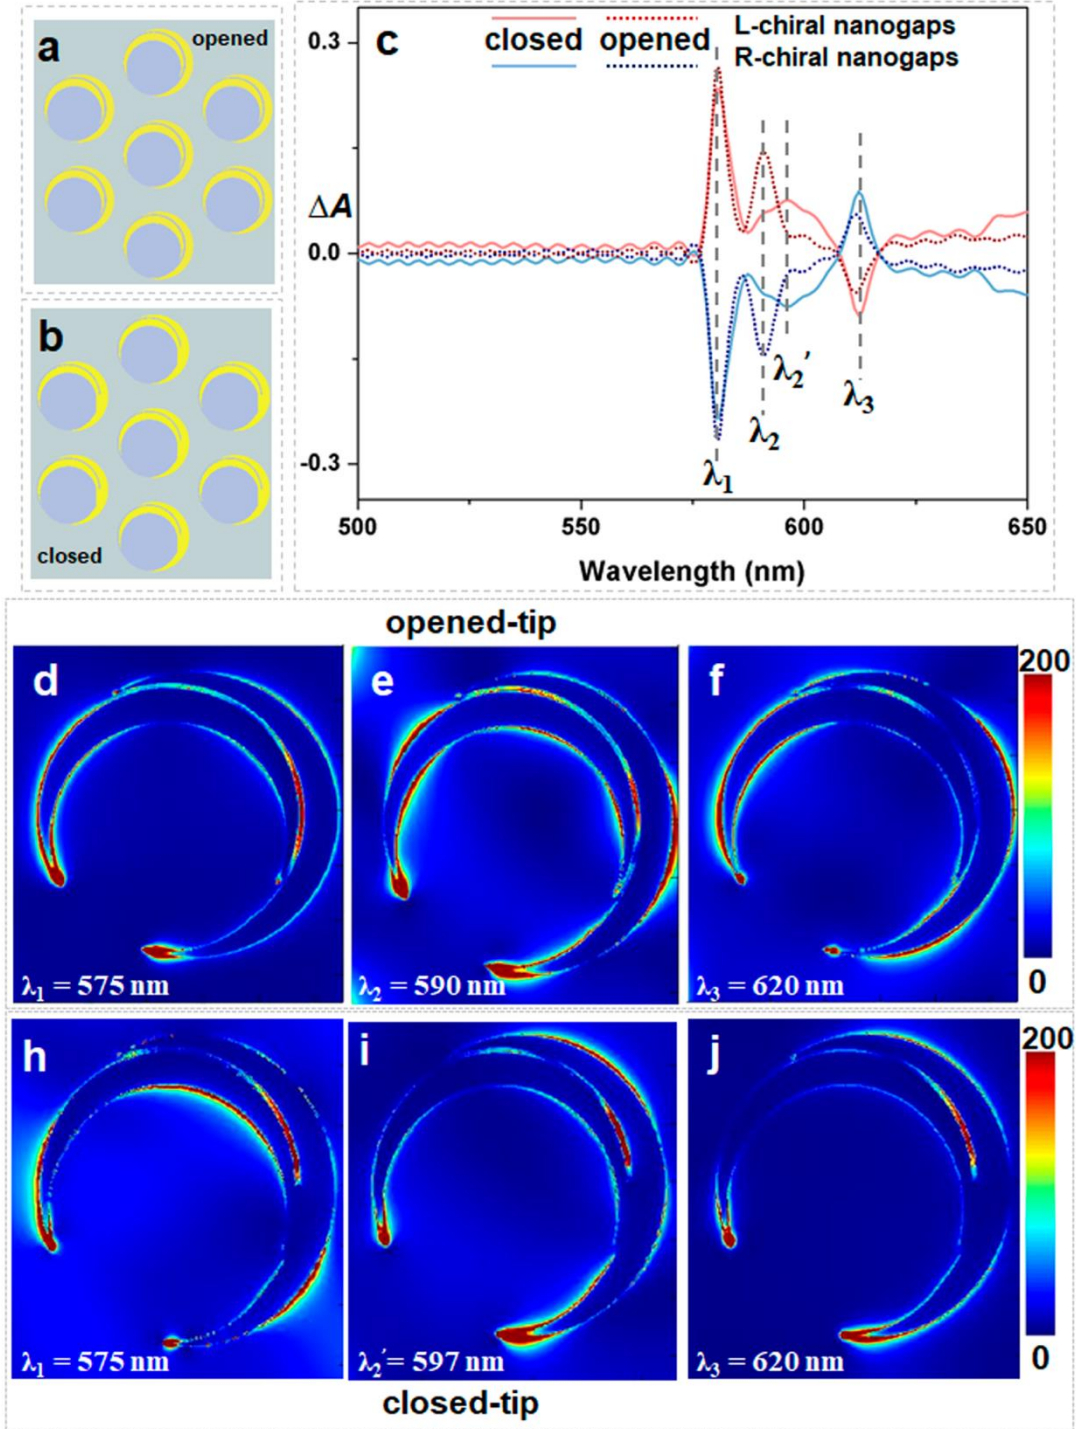 a
opened
b
closed
c
closed opened
L-chiral nanogaps
R-chiral nanogaps
0.3
ΔA
0.0
-0.3
λ1
λ2
λ2′
λ3
500 550 600 650
Wavelength (nm)
opened-tip
d e f
200
0
λ1 = 575 nm
λ2 = 590 nm
λ3 = 620 nm
h i j
200
0
λ1 = 575 nm
λ2′= 597 nm
λ3 = 620 nm
closed-tip